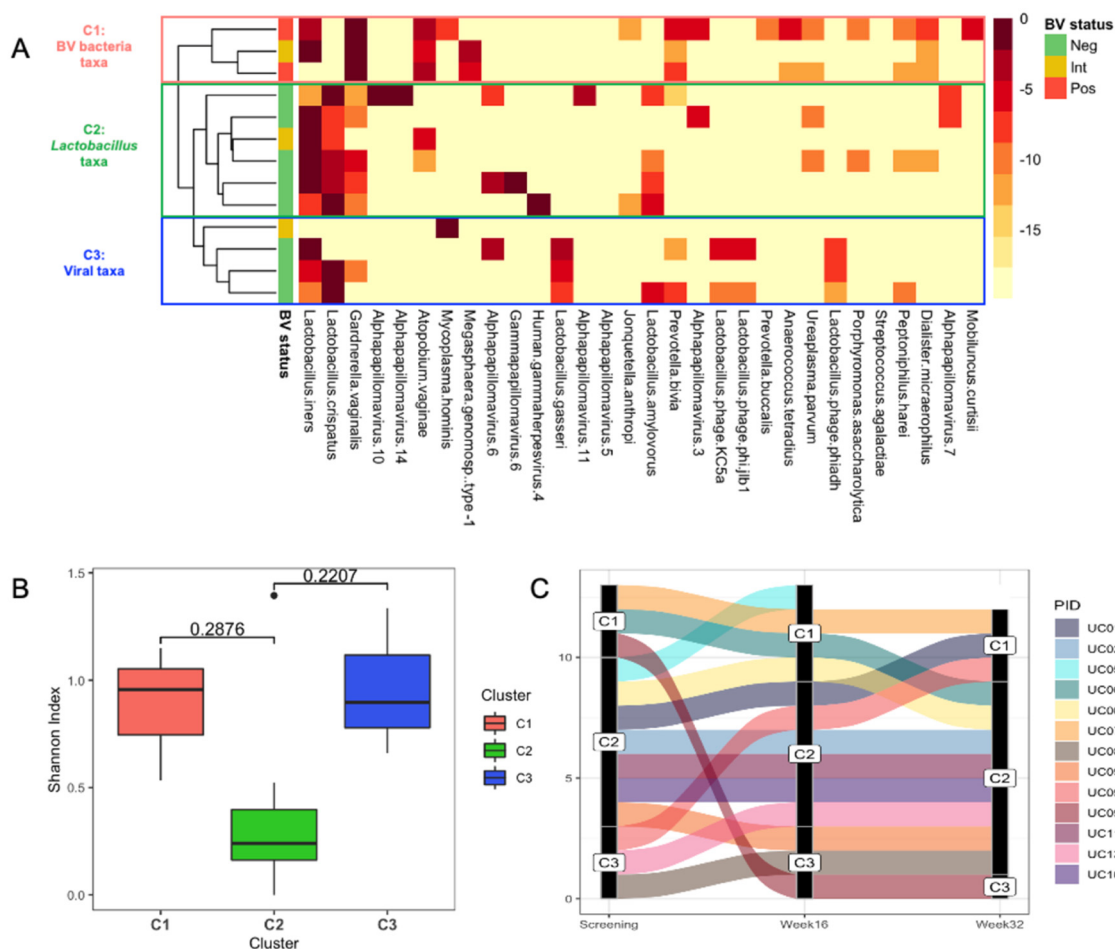 A
C1:
BV bacteria
taxa
C2:
Lactobacillus
taxa
C3:
Viral taxa
0
-5
-10
-15
BV status
Neg
Int
Pos
BV status
Lactobacillus.iners
Lactobacillus.crispatus
Gardnerella.vaginalis
Alphapapillomavirus.10
Alphapapillomavirus.14
Atopobium.vaginae
Mycoplasma.hominis
Megasphaera.genomosp..type-1
Alphapapillomavirus.6
Gammapapillomavirus.6
Human.gammaherpesvirus.4
Lactobacillus.gasseri
Alphapapillomavirus.11
Alphapapillomavirus.5
Jonquetella.anthropi
Lactobacillus.amylovorus
Prevotella.bivia
Alphapapillomavirus.3
Lactobacillus.phage.KC5a
Lactobacillus.phage.phi.jlb1
Prevotella.buccalis
Anaerococcus.tetradius
Ureaplasma.parvum
Lactobacillus.phage.phiadh
Porphyromonas.asaccharolytica
Streptococcus.agalactiae
Peptoniphilus.harei
Dialister.micraerophilus
Alphapapillomavirus.7
Mobiluncus.curtisii
B
1.5
1.0
0.5
0.0
Shannon Index
0.2876
0.2207
C1
C2
C3
Cluster
Cluster
C1
C2
C3
C
10
5
0
C1
C2
C3
C1
C2
C3
C1
C2
C3
Screening
Week16
Week32
PID